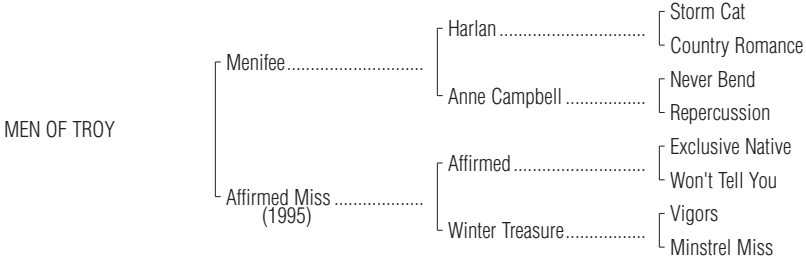 Storm Cat
Harlan ...............................
Country Romance
Menifee.............................
Never Bend
Anne Campbell .................
Repercussion
MEN OF TROY
Exclusive Native
Affirmed ............................
Won't Tell You
Affirmed Miss ...................
(1995)
Vigors
Winter Treasure.................
Minstrel Miss